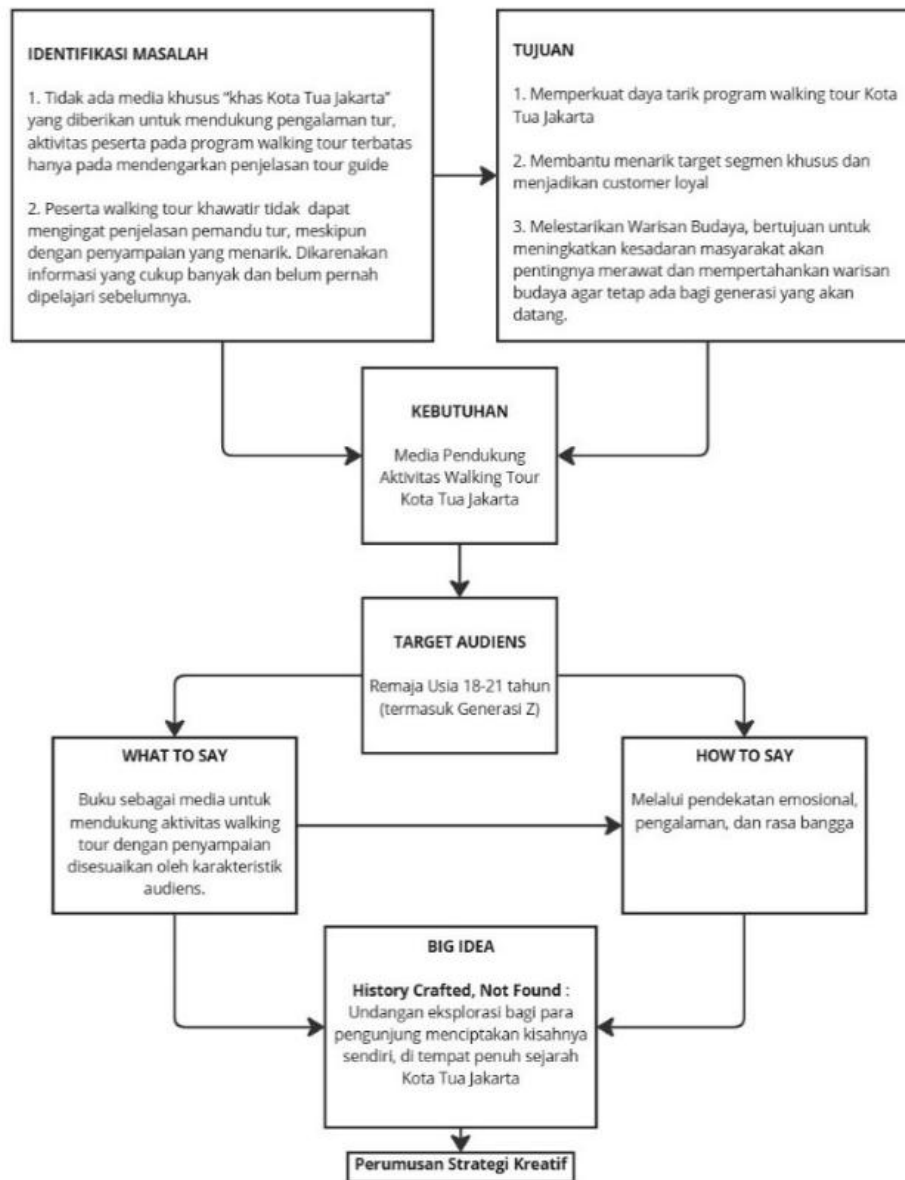 IDENTIFIKASI MASALAH
1. Tidak ada media khusus “khas Kota Tua Jakarta”
yang diberikan untuk mendukung pengalaman tur,
aktivitas peserta pada program walking tour terbatas
hanya pada mendengarkan penjelasan tour guide
2. Peserta walking tour khawatir tidak dapat
mengingat penjelasan pemandu tur, meskipun
dengan penyampaian yang menarik. Dikarenakan
informasi yang cukup banyak dan belum pernah
dipelajari sebelumnya.
TUJUAN
1. Memperkuat daya tarik program walking tour Kota
Tua Jakarta
2. Membantu menarik target segmen khusus dan
menjadikan customer loyal
3. Melestarikan Warisan Budaya, bertujuan untuk
meningkatkan kesadaran masyarakat akan
pentingnya merawat dan mempertahankan warisan
budaya agar tetap ada bagi generasi yang akan
datang.
KEBUTUHAN
Media Pendukung
Aktivitas Walking Tour
Kota Tua Jakarta
TARGET AUDIENS
Remaja Usia 18-21 tahun
(termasuk Generasi Z)
WHAT TO SAY
Buku sebagai media untuk
mendukung aktivitas walking
tour dengan penyampaian
disesuaikan oleh karakteristik
audiens.
HOW TO SAY
Melalui pendekatan emosional,
pengalaman, dan rasa bangga
BIG IDEA
History Crafted, Not Found :
Undangan eksplorasi bagi para
pengunjung menciptakan kisahnya
sendiri, di tempat penuh sejarah
Kota Tua Jakarta
Perumusan Strategi Kreatif